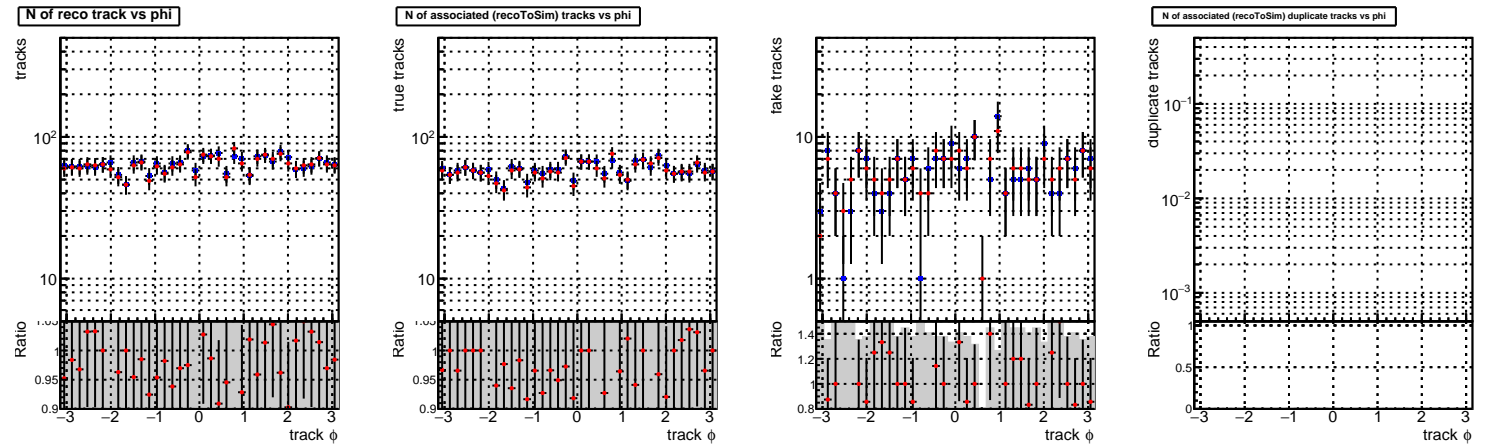 N of reco track vs phi
tracks
10²
10
Ratio
1.05
1
0.95
0.9
−3 −2 −1 0 1 2 3
track ϕ
N of associated (recoToSim) tracks vs phi
true tracks
10²
10
Ratio
1.05
1
0.95
0.9
−3 −2 −1 0 1 2 3
track ϕ
fake tracks
10
1
Ratio
1.4
1.2
1
0.8
−3 −2 −1 0 1 2 3
track ϕ
N of associated (recoToSim) duplicate tracks vs phi
duplicate tracks
10⁻¹
10⁻²
10⁻³
Ratio
1
0.5
0
−3 −2 −1 0 1 2 3
track ϕ